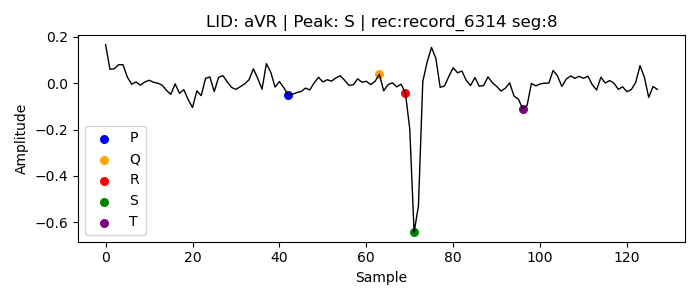 LID: aVR | Peak: S | rec:record_6314 seg:8
Amplitude
0.2
0.0
−0.2
−0.4
−0.6
P
Q
R
S
T
0 20 40 60 80 100 120
Sample